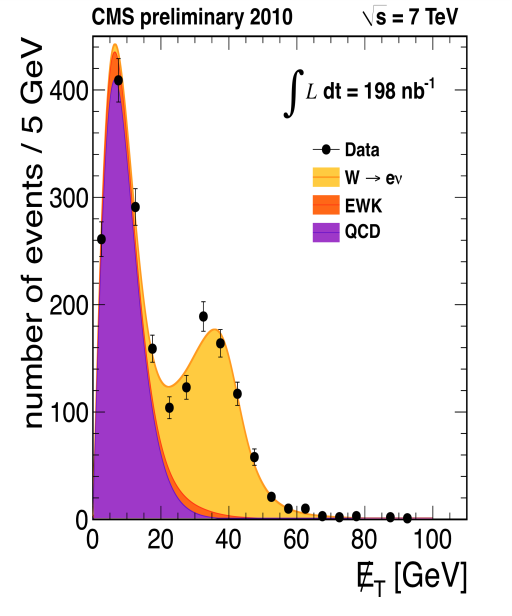 CMS preliminary 2010 √s = 7 TeV
∫ L dt = 198 nb⁻¹
Data
W → eν
EWK
QCD
number of events / 5 GeV
400
300
200
100
0
0 20 40 60 80 100
E̸_T [GeV]